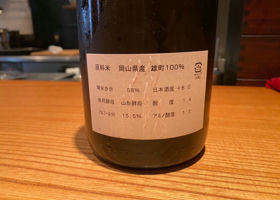 原料米 岡山県産 雄町100%
精米歩合 58% 日本酒度 +8.0
使用酵母 山形酵母 酸度 1.4
アルコール分 15.5% アミノ酸度 1.1